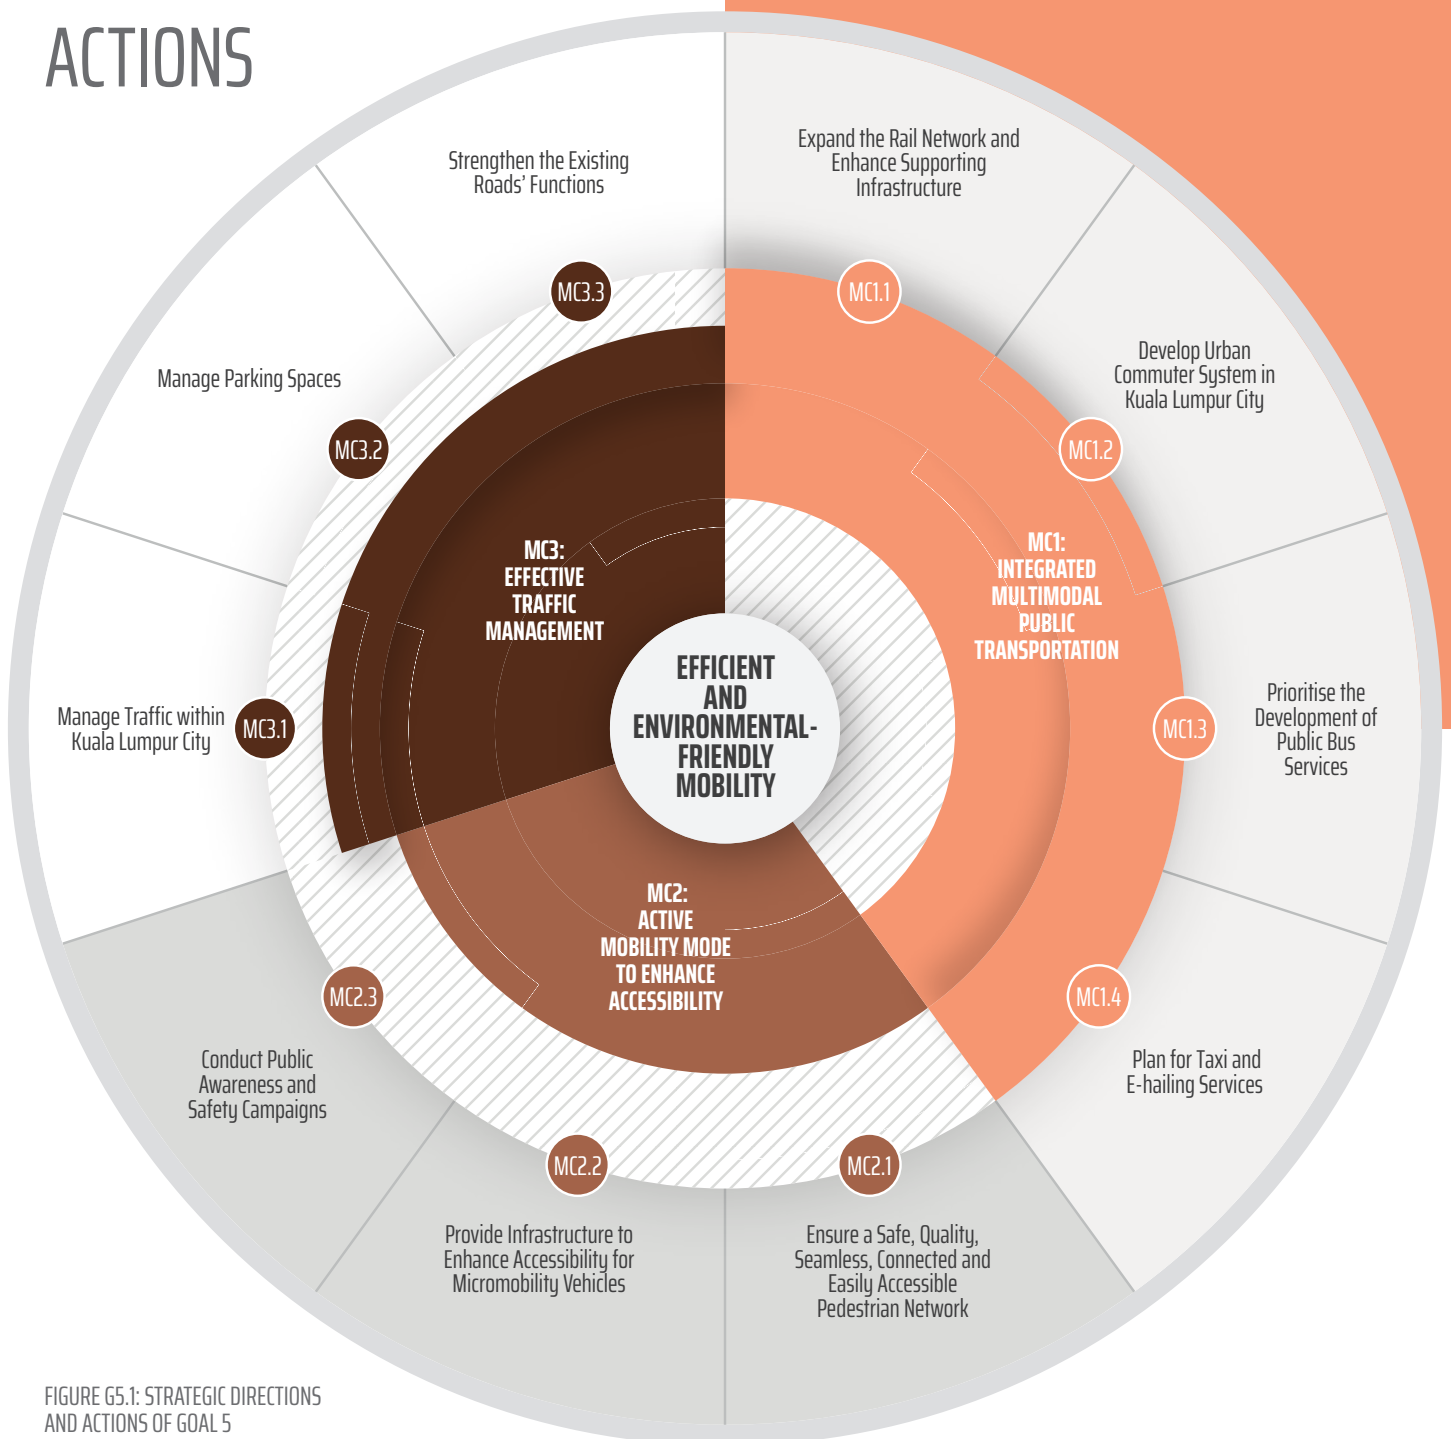 ACTIONS
Expand the Rail Network and
Enhance Supporting
Infrastructure
MC1.1
Develop Urban
Commuter System in
Kuala Lumpur City
MC1.2
Prioritise the
Development of
Public Bus
Services
MC1.3
Plan for Taxi and
E-hailing Services
MC1.4
MC1:
INTEGRATED
MULTIMODAL
PUBLIC
TRANSPORTATION
Ensure a Safe, Quality,
Seamless, Connected and
Easily Accessible
Pedestrian Network
MC2.1
Provide Infrastructure to
Enhance Accessibility for
Micromobility Vehicles
MC2.2
Conduct Public
Awareness and
Safety Campaigns
MC2.3
MC2:
ACTIVE
MOBILITY MODE
TO ENHANCE
ACCESSIBILITY
Manage Traffic within
Kuala Lumpur City
MC3.1
Manage Parking Spaces
MC3.2
Strengthen the Existing
Roads' Functions
MC3.3
MC3:
EFFECTIVE
TRAFFIC
MANAGEMENT
EFFICIENT
AND
ENVIRONMENTAL-
FRIENDLY
MOBILITY
FIGURE G5.1: STRATEGIC DIRECTIONS
AND ACTIONS OF GOAL 5